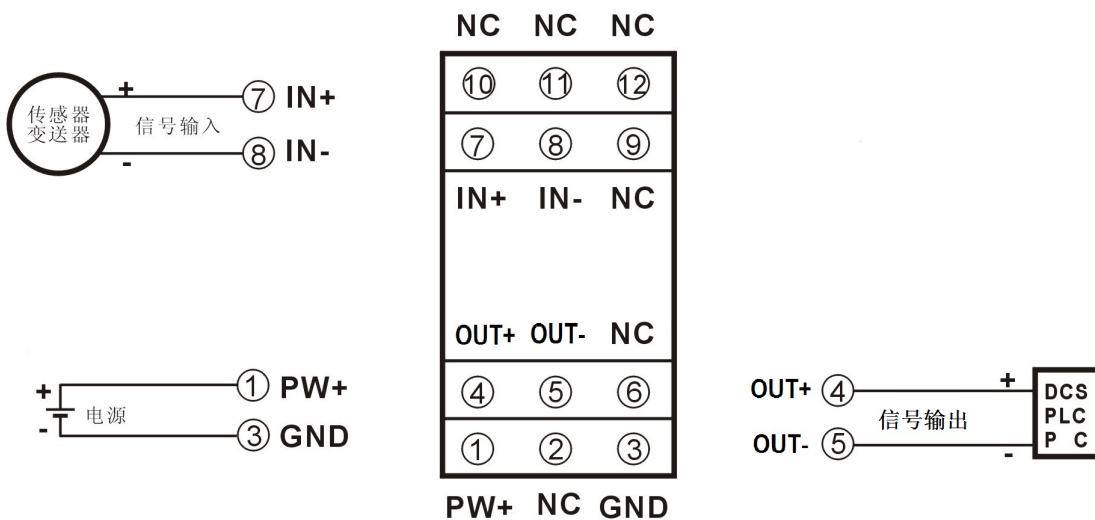 NC NC NC
⑩ ⑪ ⑫
⑦ ⑧ ⑨
IN+ IN- NC
OUT+ OUT- NC
④ ⑤ ⑥
① ② ③
PW+ NC GND
传感器
变送器
+
信号输入
-
⑦ IN+
⑧ IN-
+
电源
-
① PW+
③ GND
OUT+ ④
OUT- ⑤
+
信号输出
-
DCS
PLC
P C